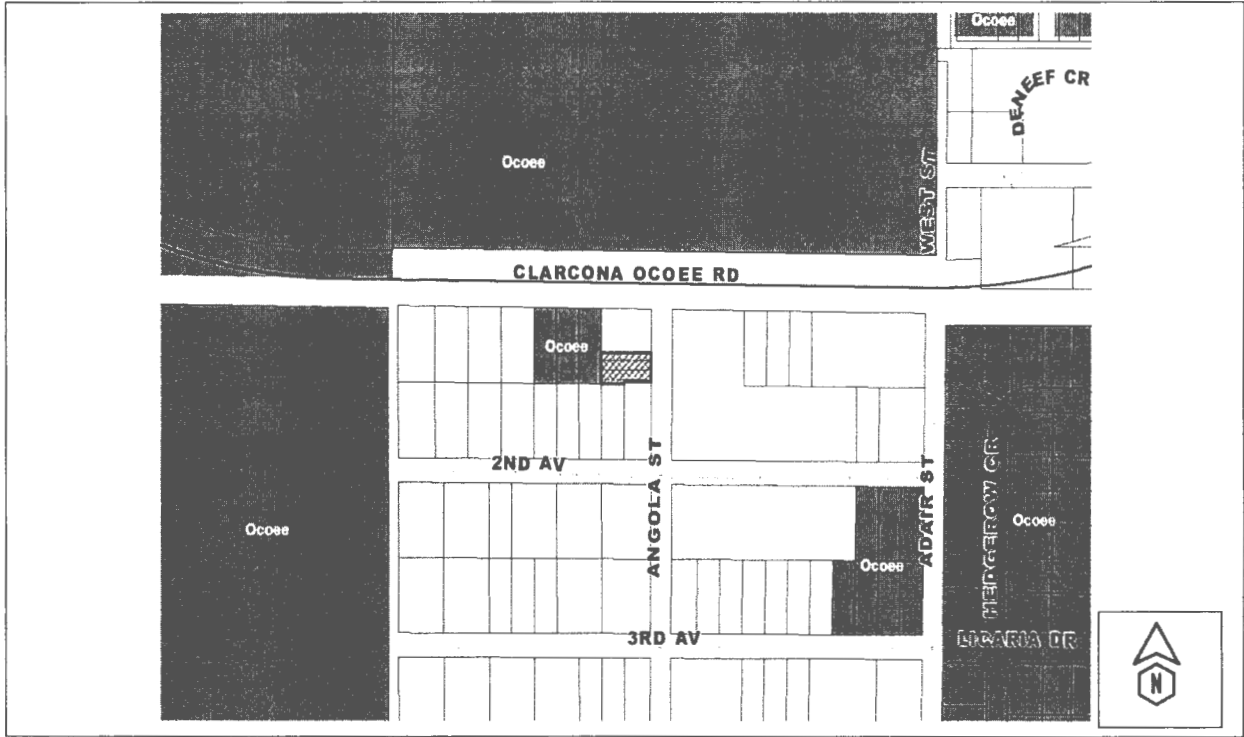 Ocoee
DENEEF CR
Ocoee
WEST ST
CLARCONA OCOEE RD
Ocoee
2ND AV
ANGOLA ST
ADAIR ST
HEDGEROW CR
Ocoee
Ocoee
Ocoee
3RD AV
LICARIA DR
N